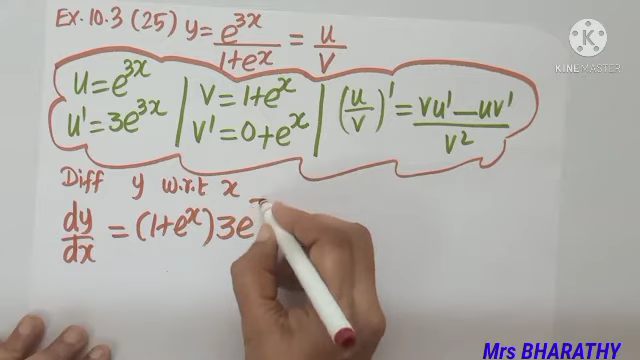 Ex. 10.3 (25) y = e^{3x}/(1+e^x) = u/v
u = e^{3x} | v = 1+e^x | (u/v)' = (vu' — uv')/v²
u' = 3e^{3x} | v' = 0+e^x
Diff y w.r.t x
dy/dx = (1+e^x) 3e
KINEMASTER
Mrs BHARATHY